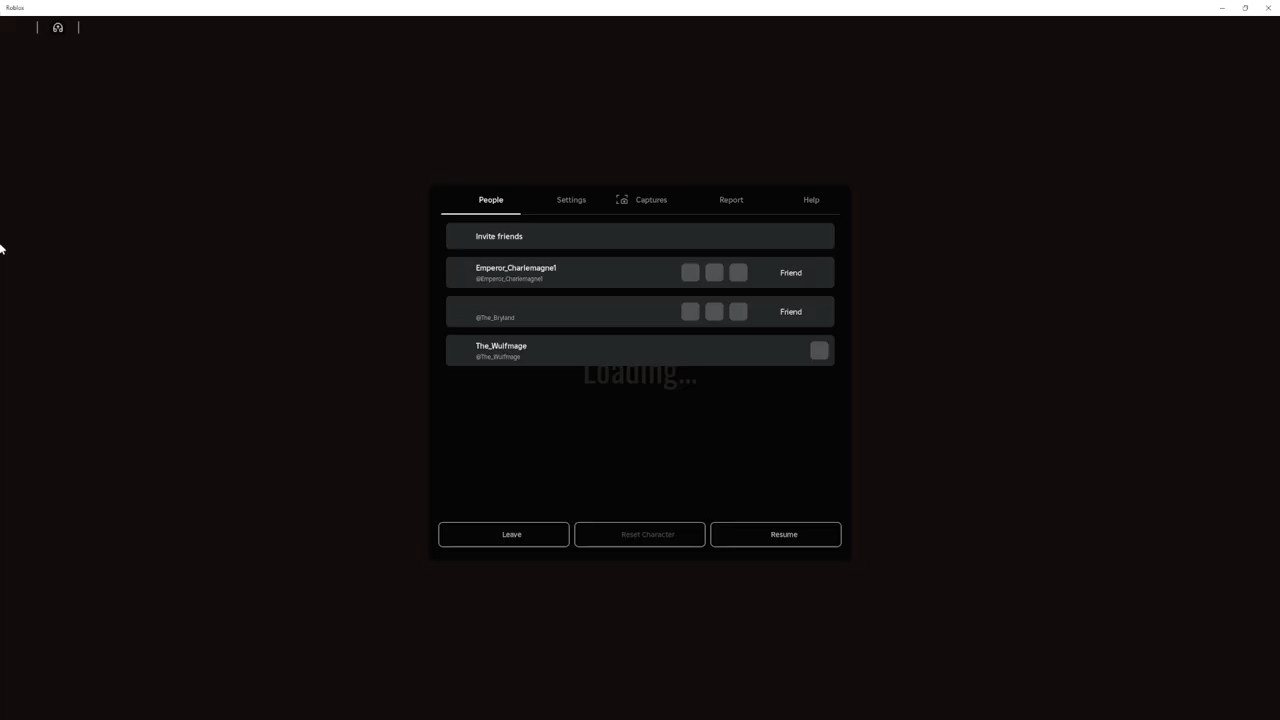 Roblox
People Settings Captures Report Help
Invite friends
Emperor_Charlemagne1
@Emperor_Charlemagne1
Friend
@The_Bryland
Friend
The_Wulfmage
@The_Wulfmage
Loading...
Leave Reset Character Resume